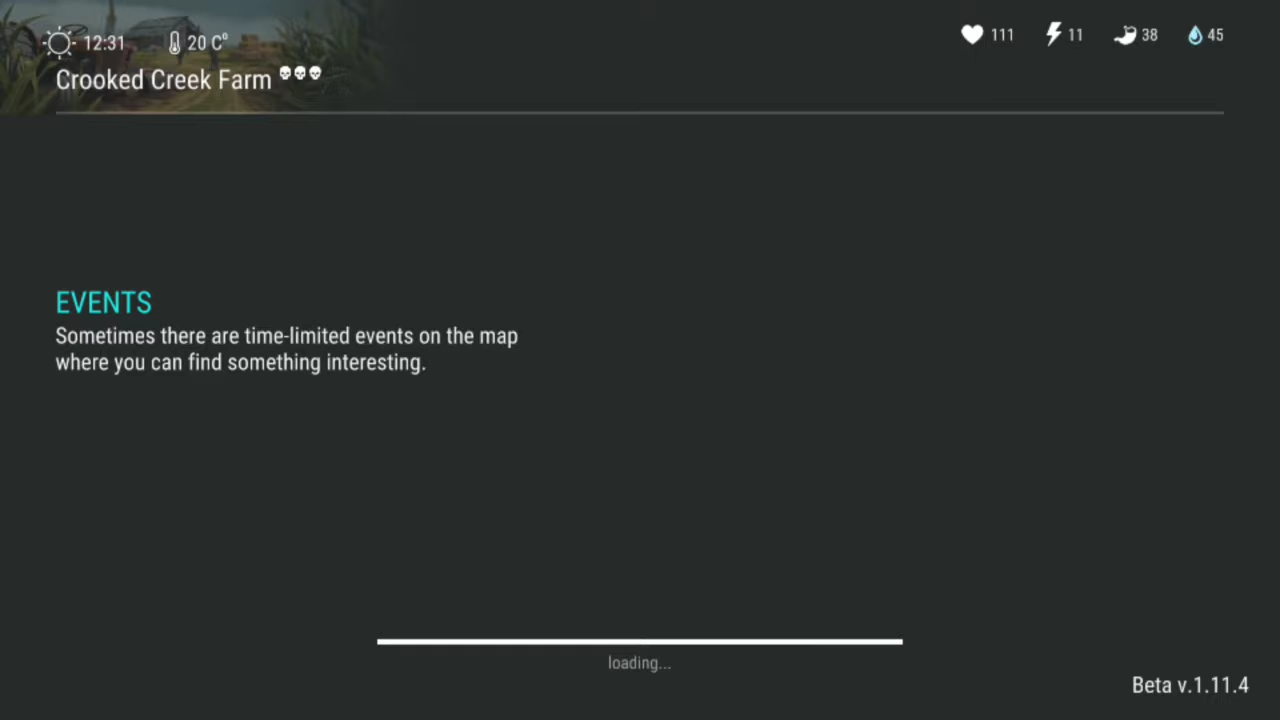 12:31 20 C°
111 11 38 45
Crooked Creek Farm
EVENTS
Sometimes there are time-limited events on the map
where you can find something interesting.
loading...
Beta v.1.11.4